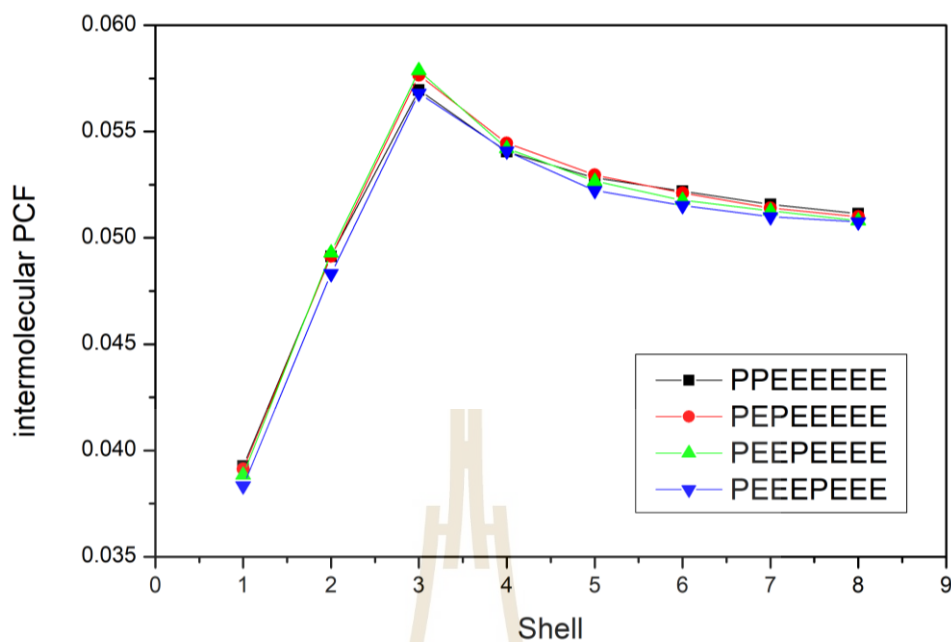 0.060
0.055
0.050
0.045
0.040
0.035
0 1 2 3 4 5 6 7 8 9
intermolecular PCF
Shell
PPEEEEEE
PEPEEEEE
PEEPEEEE
PEEEPEEE